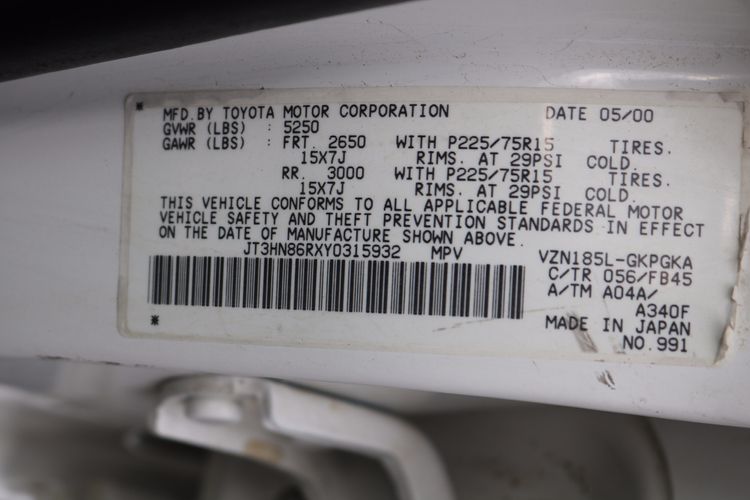 * MFD. BY TOYOTA MOTOR CORPORATION DATE 05/00
GVWR (LBS) : 5250
GAWR (LBS) : FRT. 2650 WITH P225/75R15 TIRES.
15X7J RIMS. AT 29PSI COLD.
RR. 3000 WITH P225/75R15 TIRES.
15X7J RIMS. AT 29PSI COLD.
THIS VEHICLE CONFORMS TO ALL APPLICABLE FEDERAL MOTOR
VEHICLE SAFETY AND THEFT PREVENTION STANDARDS IN EFFECT
ON THE DATE OF MANUFACTURE SHOWN ABOVE.
JT3HN86RXY0315932 MPV VZN185L-GKPGKA
C/TR 056/FB45
A/TM A04A/
A340F
* MADE IN JAPAN
NO. 991